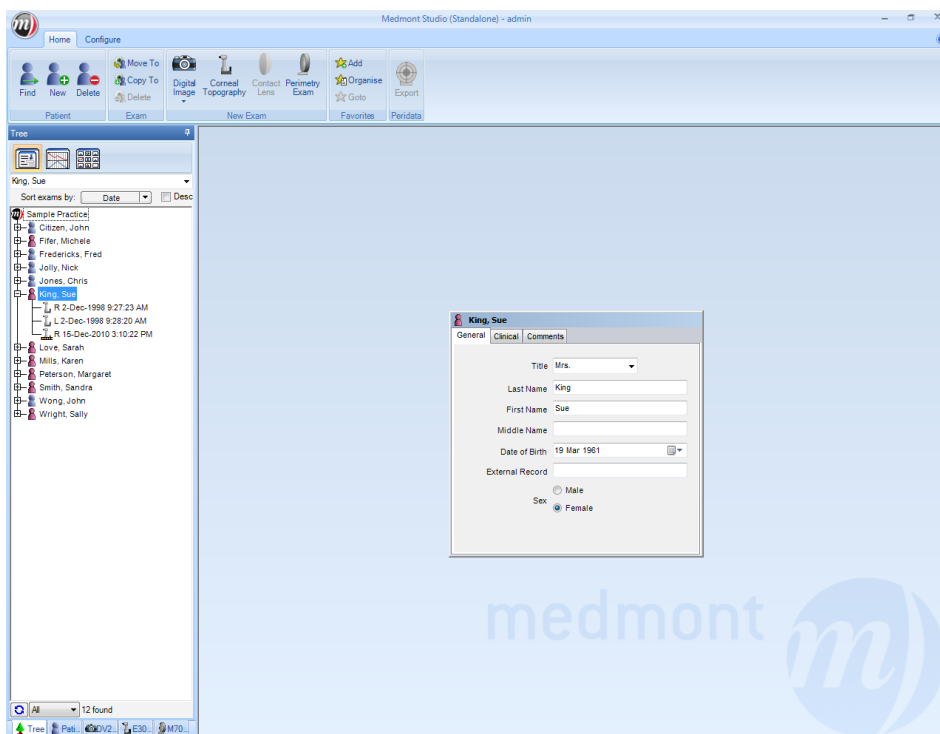 Medmont Studio (Standalone) - admin
Home Configure
Find New Delete
Move To
Copy To
Delete
Digital Image
Corneal Topography
Contact Lens
Perimetry Exam
Add
Organise
Goto
Export
Patient Exam New Exam Favorites Peridata
Tree
King, Sue
Sort exams by: Date Desc
Sample Practice
Citizen, John
Fifer, Michele
Fredericks, Fred
Jolly, Nick
Jones, Chris
King, Sue
R 2-Dec-1998 9:27:23 AM
L 2-Dec-1998 9:28:20 AM
R 16-Dec-2010 3:10:22 PM
Love, Sarah
Mills, Karen
Peterson, Margaret
Smith, Sandra
Wong, John
Wright, Sally
King, Sue
General Clinical Comments
Title Mrs.
Last Name King
First Name Sue
Middle Name
Date of Birth 19 Mar 1961
External Record
Sex
Male
Female
medmont m
All 12 found
Tree Pati... DV2... E30... M70...